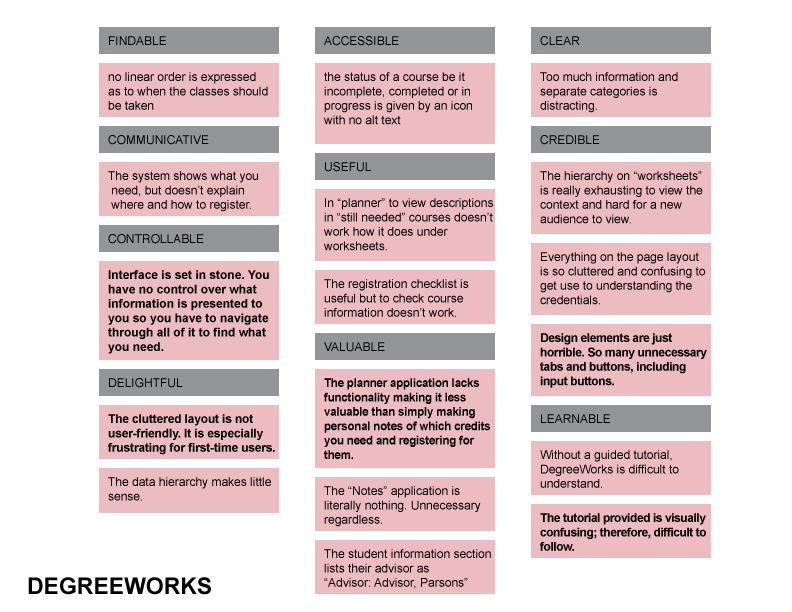 FINDABLE
no linear order is expressed
as to when the classes should
be taken
COMMUNICATIVE
The system shows what you
need, but doesn't explain
where and how to register.
CONTROLLABLE
Interface is set in stone. You
have no control over what
information is presented to
you so you have to navigate
through all of it to find what
you need.
DELIGHTFUL
The cluttered layout is not
user-friendly. It is especially
frustrating for first-time users.
The data hierarchy makes little
sense.
ACCESSIBLE
the status of a course be it
incomplete, completed or in
progress is given by an icon
with no alt text
USEFUL
In “planner” to view descriptions
in “still needed” courses doesn't
work how it does under
worksheets.
The registration checklist is
useful but to check course
information doesn't work.
VALUABLE
The planner application lacks
functionality making it less
valuable than simply making
personal notes of which credits
you need and registering for
them.
The “Notes” application is
literally nothing. Unnecessary
regardless.
The student information section
lists their advisor as
“Advisor: Advisor, Parsons”
CLEAR
Too much information and
separate categories is
distracting.
CREDIBLE
The hierarchy on “worksheets”
is really exhausting to view the
context and hard for a new
audience to view.
Everything on the page layout
is so cluttered and confusing to
get use to understanding the
credentials.
Design elements are just
horrible. So many unnecessary
tabs and buttons, including
input buttons.
LEARNABLE
Without a guided tutorial,
DegreeWorks is difficult to
understand.
The tutorial provided is visually
confusing; therefore, difficult to
follow.
DEGREEWORKS